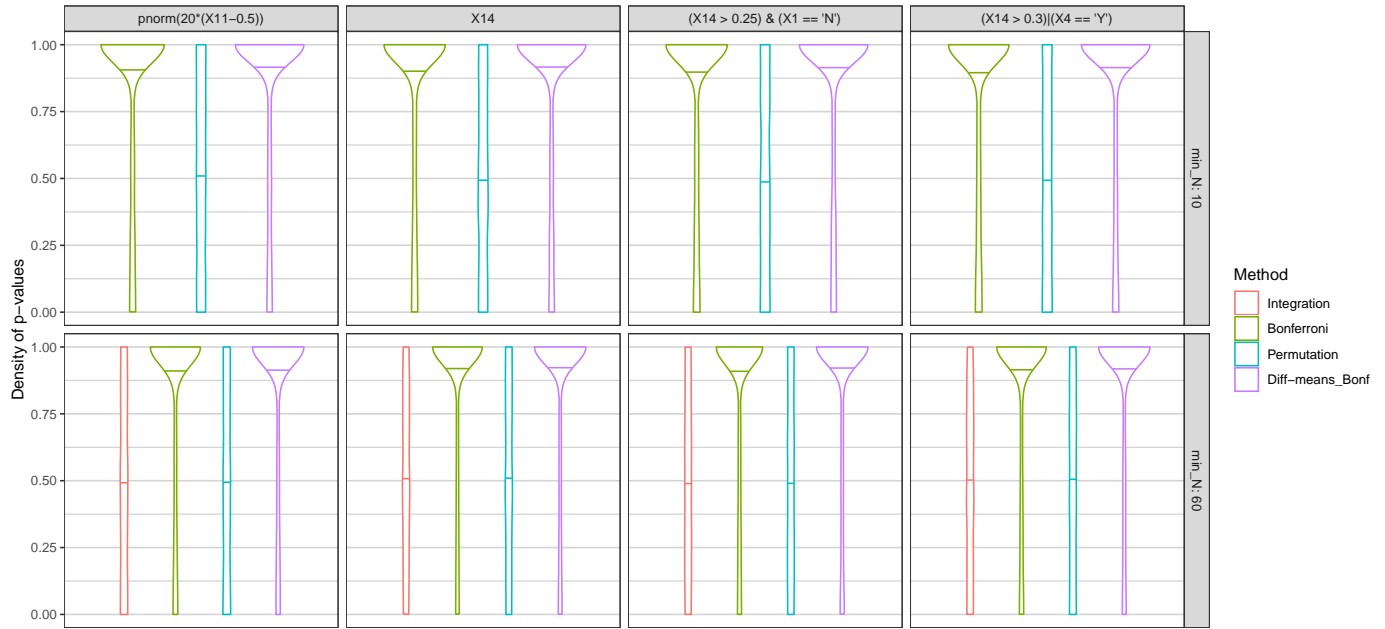 pnorm(20*(X11−0.5))
X14
(X14 > 0.25) & (X1 == 'N')
(X14 > 0.3)|(X4 == 'Y')
1.00
0.75
0.50
0.25
0.00
min_N: 10
1.00
0.75
0.50
0.25
0.00
min_N: 60
Density of p−values
Method
Integration
Bonferroni
Permutation
Diff−means_Bonf